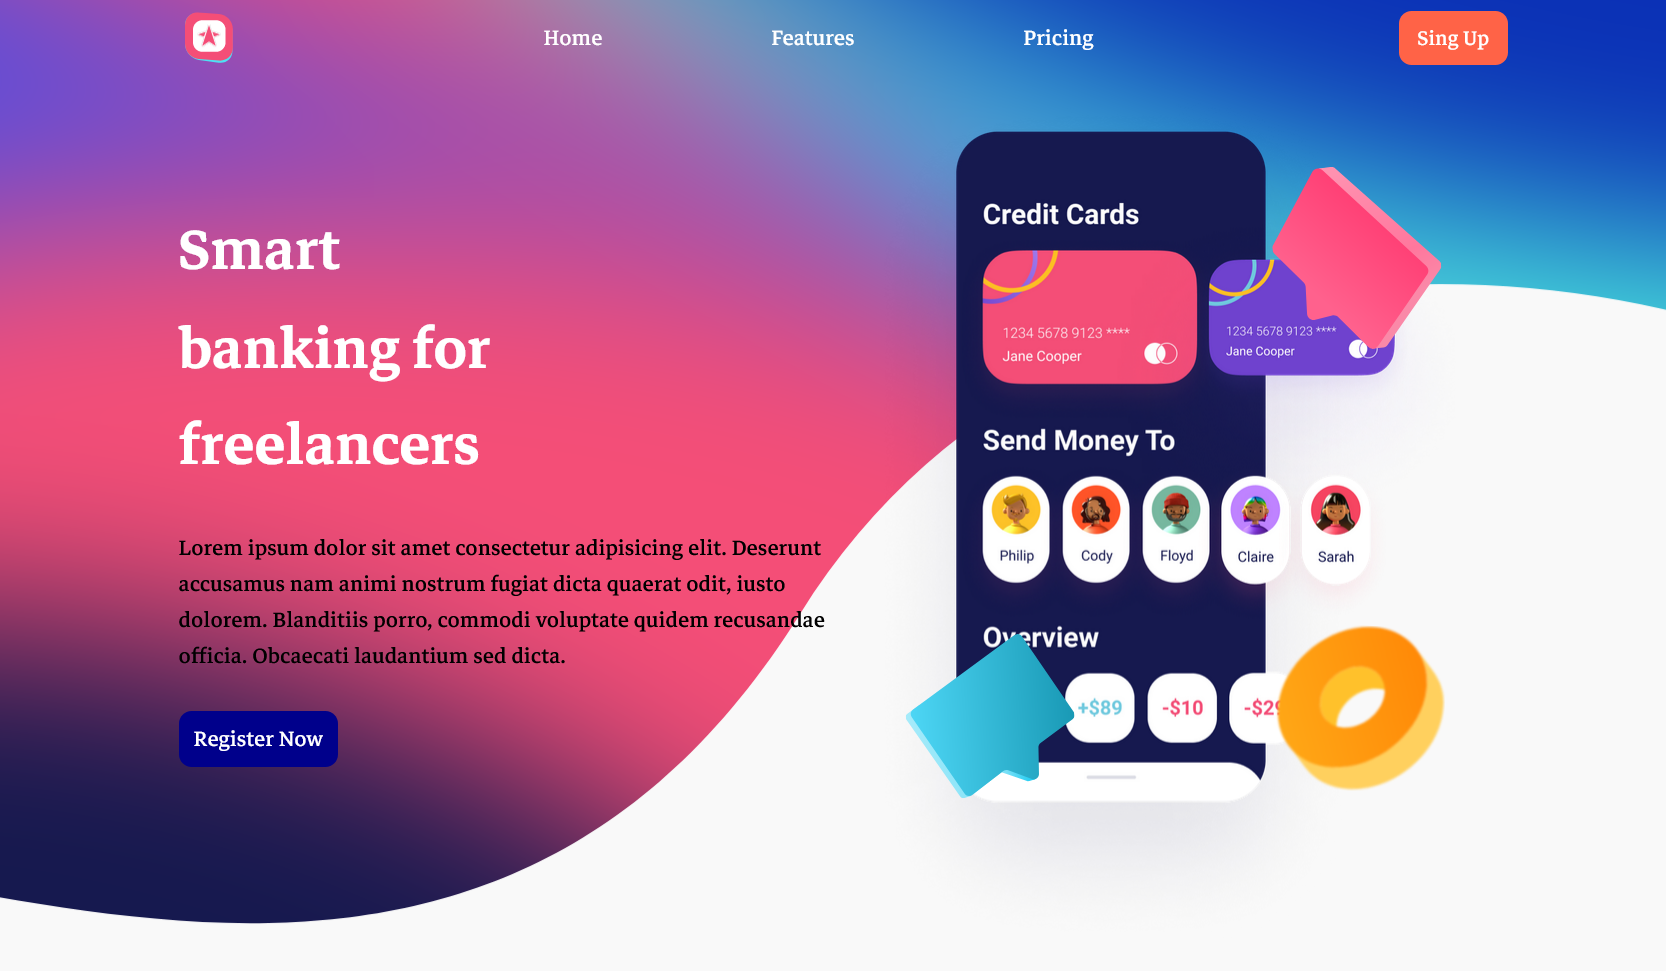 Home
Features
Pricing
Sing Up
Smart
banking for
freelancers
Lorem ipsum dolor sit amet consectetur adipisicing elit. Deserunt
accusamus nam animi nostrum fugiat dicta quaerat odit, iusto
dolorem. Blanditiis porro, commodi voluptate quidem recusandae
officia. Obcaecati laudantium sed dicta.
Register Now
Credit Cards
1234 5678 9123 ****
Jane Cooper
1234 5678 9123 ****
Jane Cooper
Send Money To
Philip
Cody
Floyd
Claire
Sarah
Overview
+$89
-$10
-$29